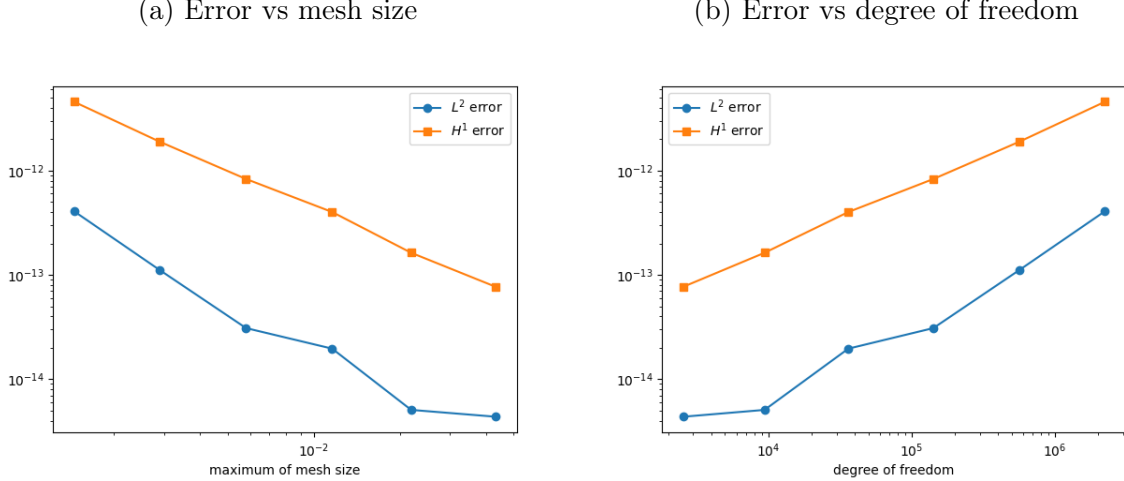 (a) Error vs mesh size
(b) Error vs degree of freedom
L² error
H¹ error
10⁻¹²
10⁻¹³
10⁻¹⁴
10⁻²
maximum of mesh size
L² error
H¹ error
10⁻¹²
10⁻¹³
10⁻¹⁴
10⁴
10⁵
10⁶
degree of freedom